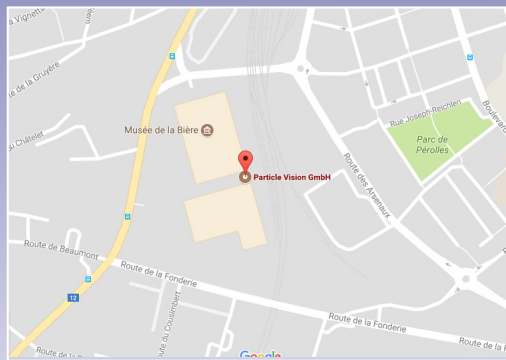 a Vignette
e de la Gruyère
u Châtelet
Musée de la Bière
Particle Vision GmbH
Rue Joseph-Reichlen
Boulevard
Parc de
Pérolles
Route des Arsenaux
Route de Beaumont
Route de la Fonderie
12
Route du Cousimbert
Route de la Fonderie
Route de la F
Google